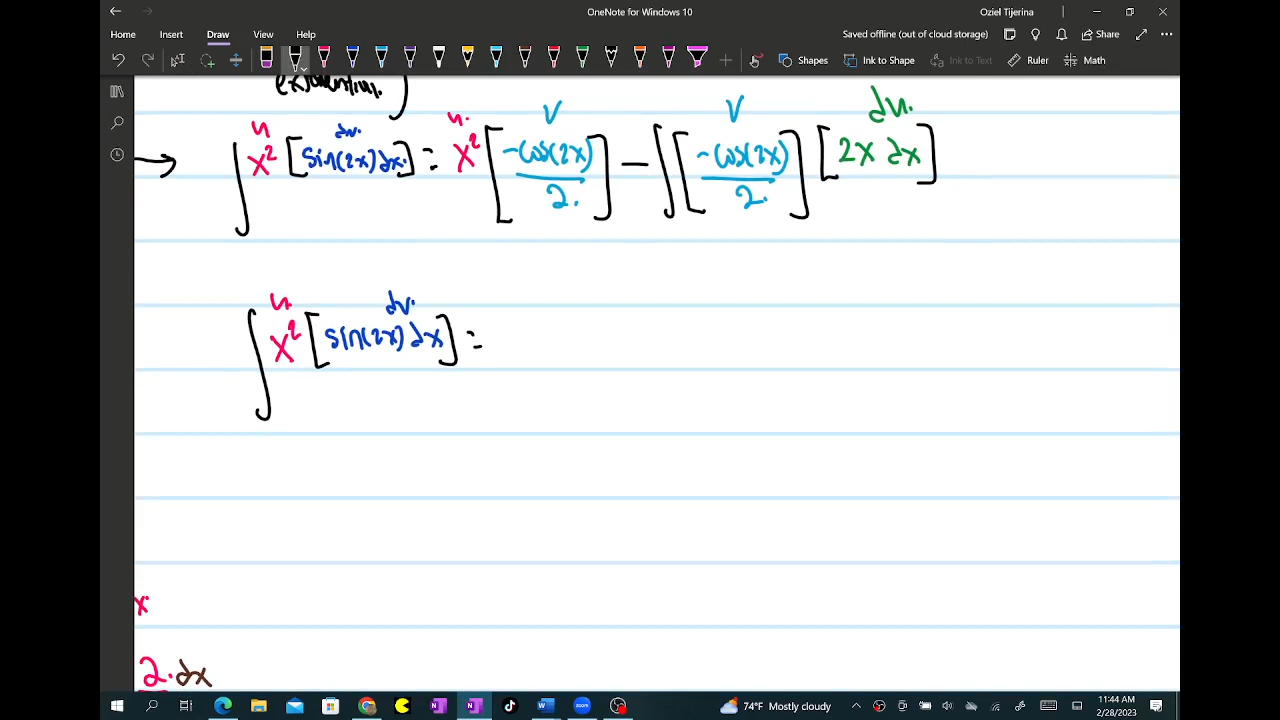 OneNote for Windows 10
Oziel Tijerina
Home Insert Draw View Help
Saved offline (out of cloud storage)
Share
Shapes Ink to Shape Ink to Text Ruler Math
exponential.
u dv. u. V V du.
∫ x² [sin(2x) dx.] = x² [-cos(2x)/2.] - ∫ [-cos(2x)/2.] [2x dx]
u dv.
∫ x² [sin(2x) dx] =
x.
2. dx
74°F Mostly cloudy
11:44 AM
2/28/2023